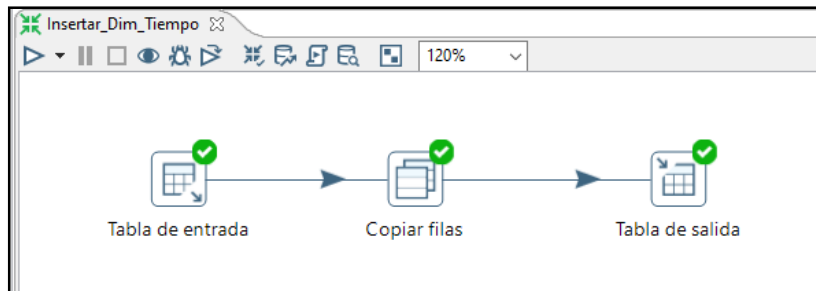 Insertar_Dim_Tiempo
120%
Tabla de entrada
Copiar filas
Tabla de salida